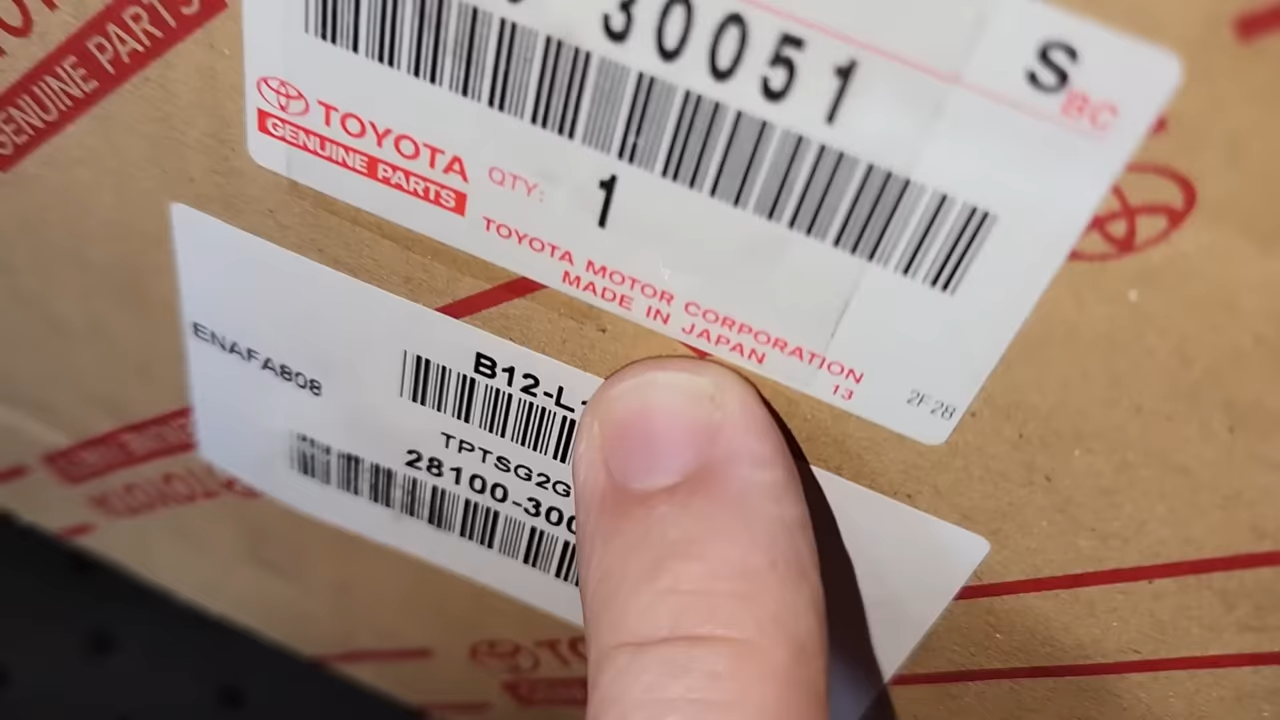 GENUINE PARTS
30051
S
BC
TOYOTA
GENUINE PARTS
QTY:
1
TOYOTA MOTOR CORPORATION
MADE IN JAPAN
13
2F28
ENAFA808
B12-L
TPTSG2G
28100-300